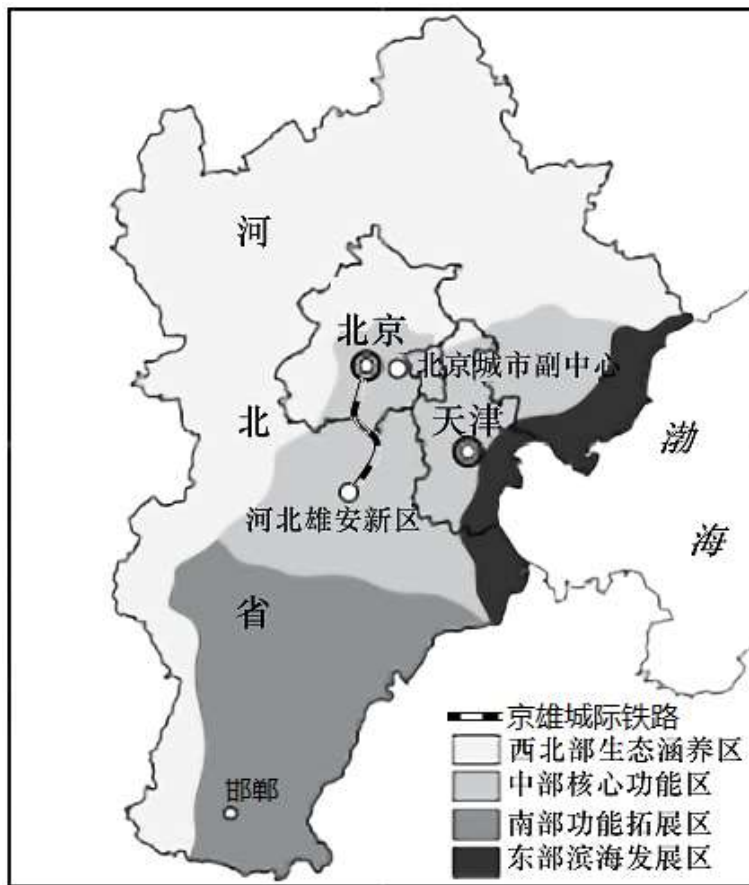 河
北京
北京城市副中心
北
天津
渤
河北雄安新区
海
省
京雄城际铁路
西北部生态涵养区
中部核心功能区
邯郸
南部功能拓展区
东部滨海发展区